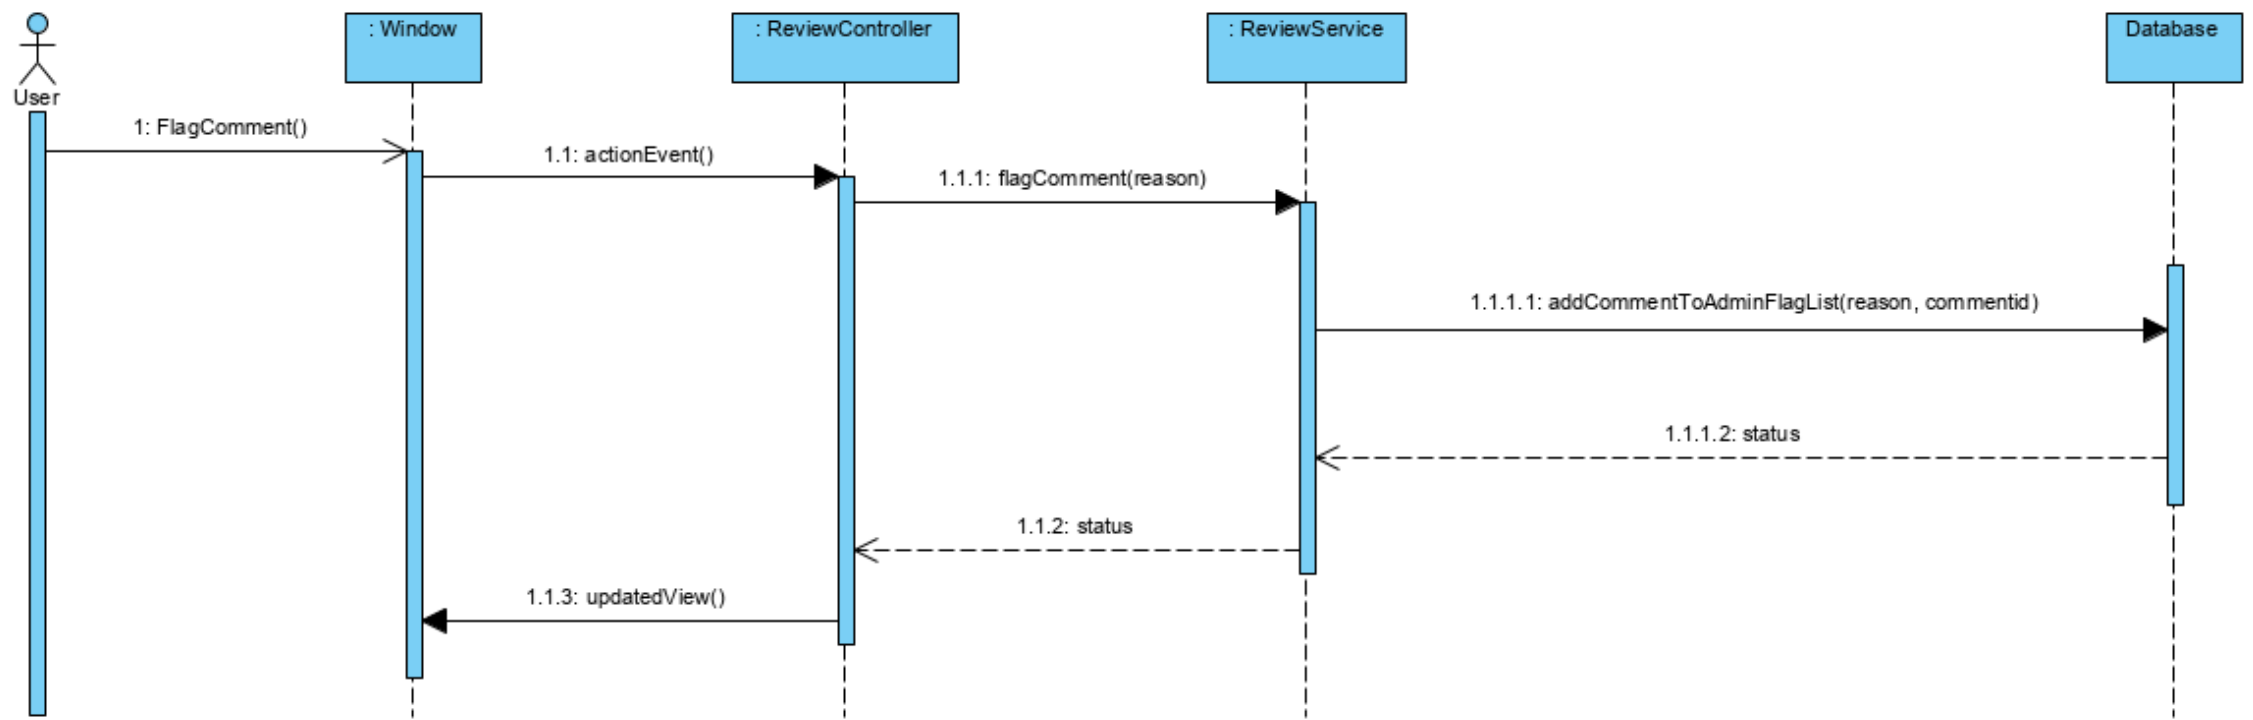 : Window
: ReviewController
: ReviewService
Database
User
1: FlagComment()
1.1: actionEvent()
1.1.1: flagComment(reason)
1.1.1.1: addCommentToAdminFlagList(reason, commentid)
1.1.1.2: status
1.1.2: status
1.1.3: updatedView()